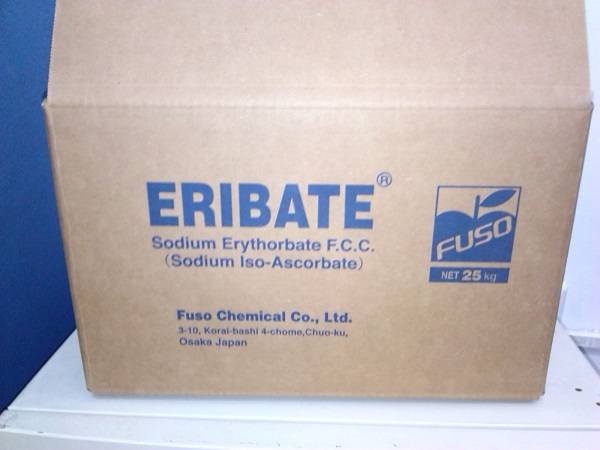 ERIBATE®
Sodium Erythorbate F.C.C.
(Sodium Iso-Ascorbate)
FUSO
NET 25 kg
Fuso Chemical Co., Ltd.
3-10, Korai-bashi 4-chome,Chuo-ku,
Osaka Japan